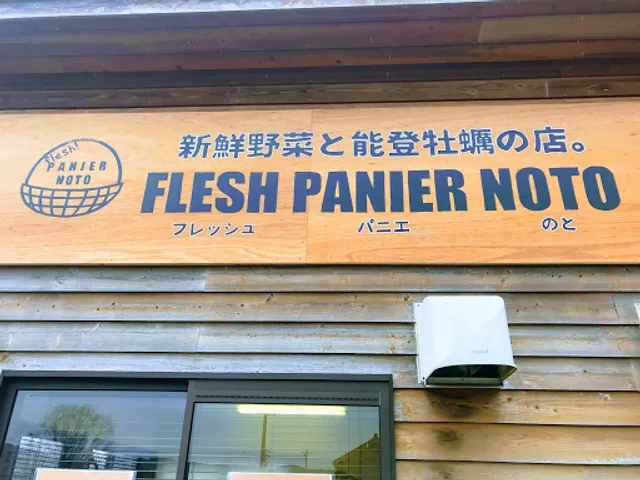 flesh!
PANIER
NOTO
新鮮野菜と能登牡蠣の店。
FLESH PANIER NOTO
フレッシュ パニエ のと